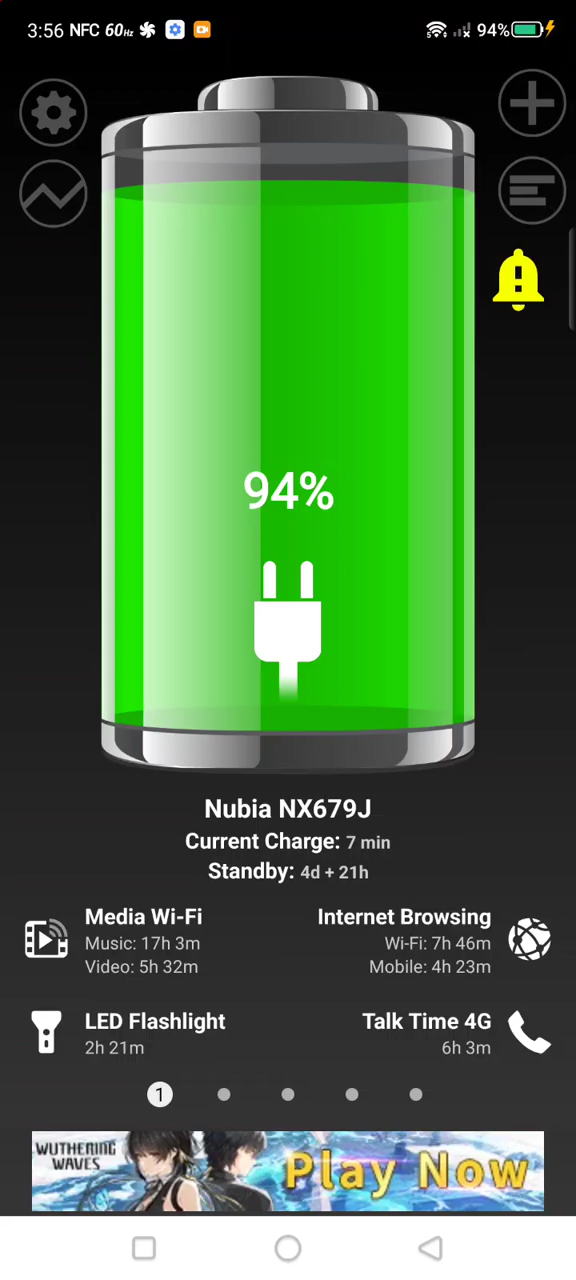 3:56 NFC 60Hz 94%
94%
Nubia NX679J
Current Charge: 7 min
Standby: 4d + 21h
Media Wi-Fi
Music: 17h 3m
Video: 5h 32m
Internet Browsing
Wi-Fi: 7h 46m
Mobile: 4h 23m
LED Flashlight
2h 21m
Talk Time 4G
6h 3m
1
WUTHERING
WAVES
Play Now